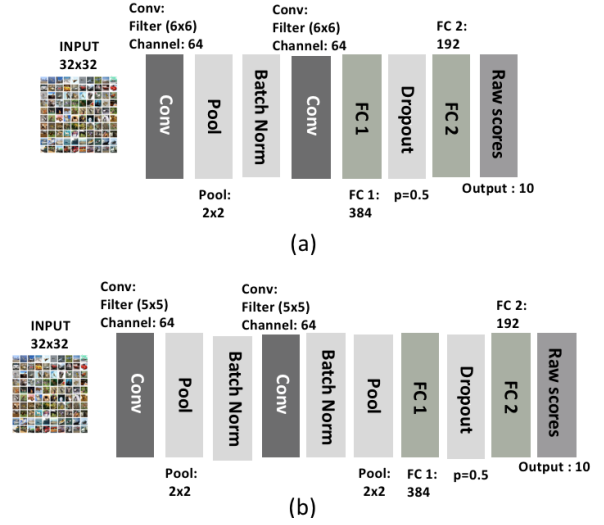 Conv:
Filter (6x6)
Channel: 64
Conv:
Filter (6x6)
Channel: 64
FC 2:
192
INPUT
32x32
Conv
Pool
Batch Norm
Conv
FC 1
Dropout
FC 2
Raw scores
Pool:
2x2
FC 1:
384
p=0.5
Output : 10
(a)
Conv:
Filter (5x5)
Channel: 64
Conv:
Filter (5x5)
Channel: 64
FC 2:
192
INPUT
32x32
Conv
Pool
Batch Norm
Conv
Batch Norm
Pool
FC 1
Dropout
FC 2
Raw scores
Pool:
2x2
Pool:
2x2
FC 1:
384
p=0.5
Output : 10
(b)